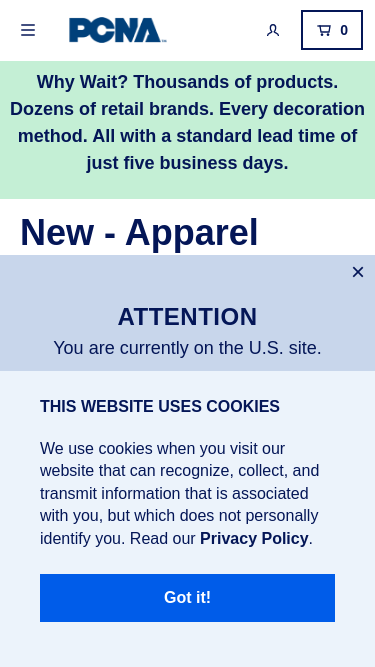 PCNA
0
Why Wait? Thousands of products.
Dozens of retail brands. Every decoration
method. All with a standard lead time of
just five business days.
New - Apparel
ATTENTION
You are currently on the U.S. site.
THIS WEBSITE USES COOKIES
We use cookies when you visit our
website that can recognize, collect, and
transmit information that is associated
with you, but which does not personally
identify you. Read our Privacy Policy.
Got it!